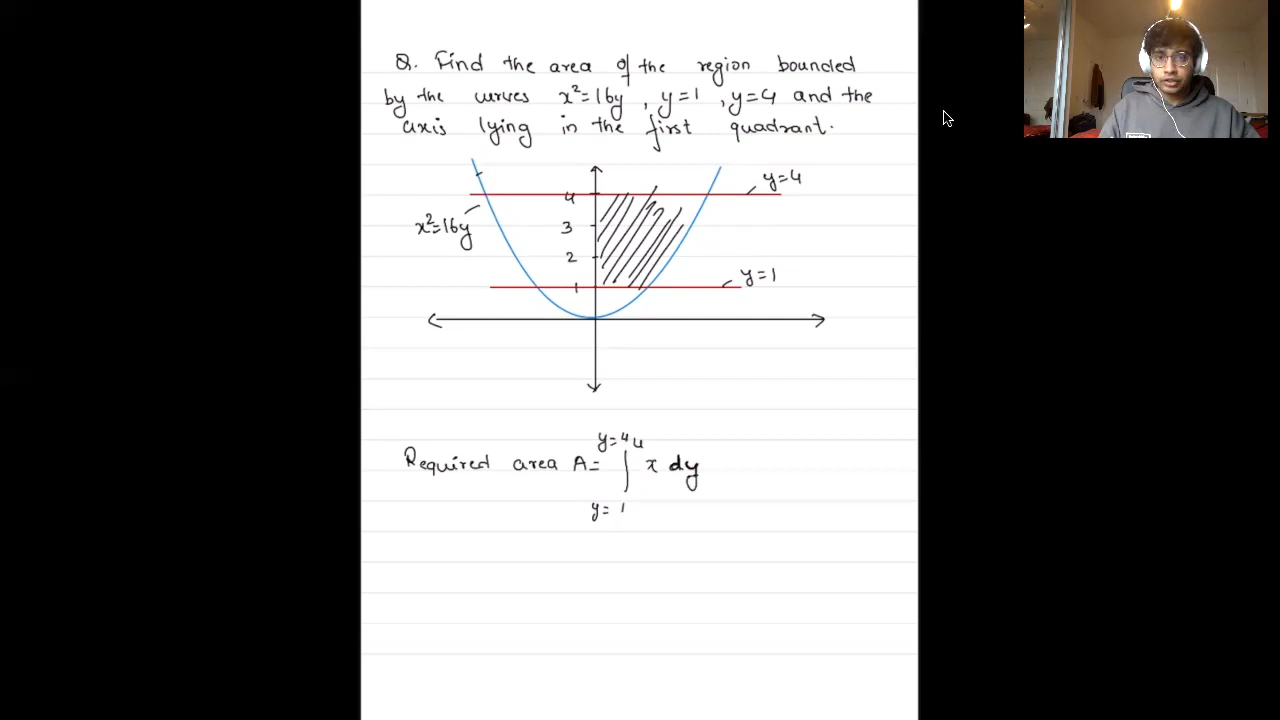 Q. Find the area of the region bounded
by the curves x²=16y, y=1, y=4 and the
axis lying in the first quadrant.
y=4
4
x²=16y
3
2
y=1
1
y=4
Required area A= ∫ x dy
y=1